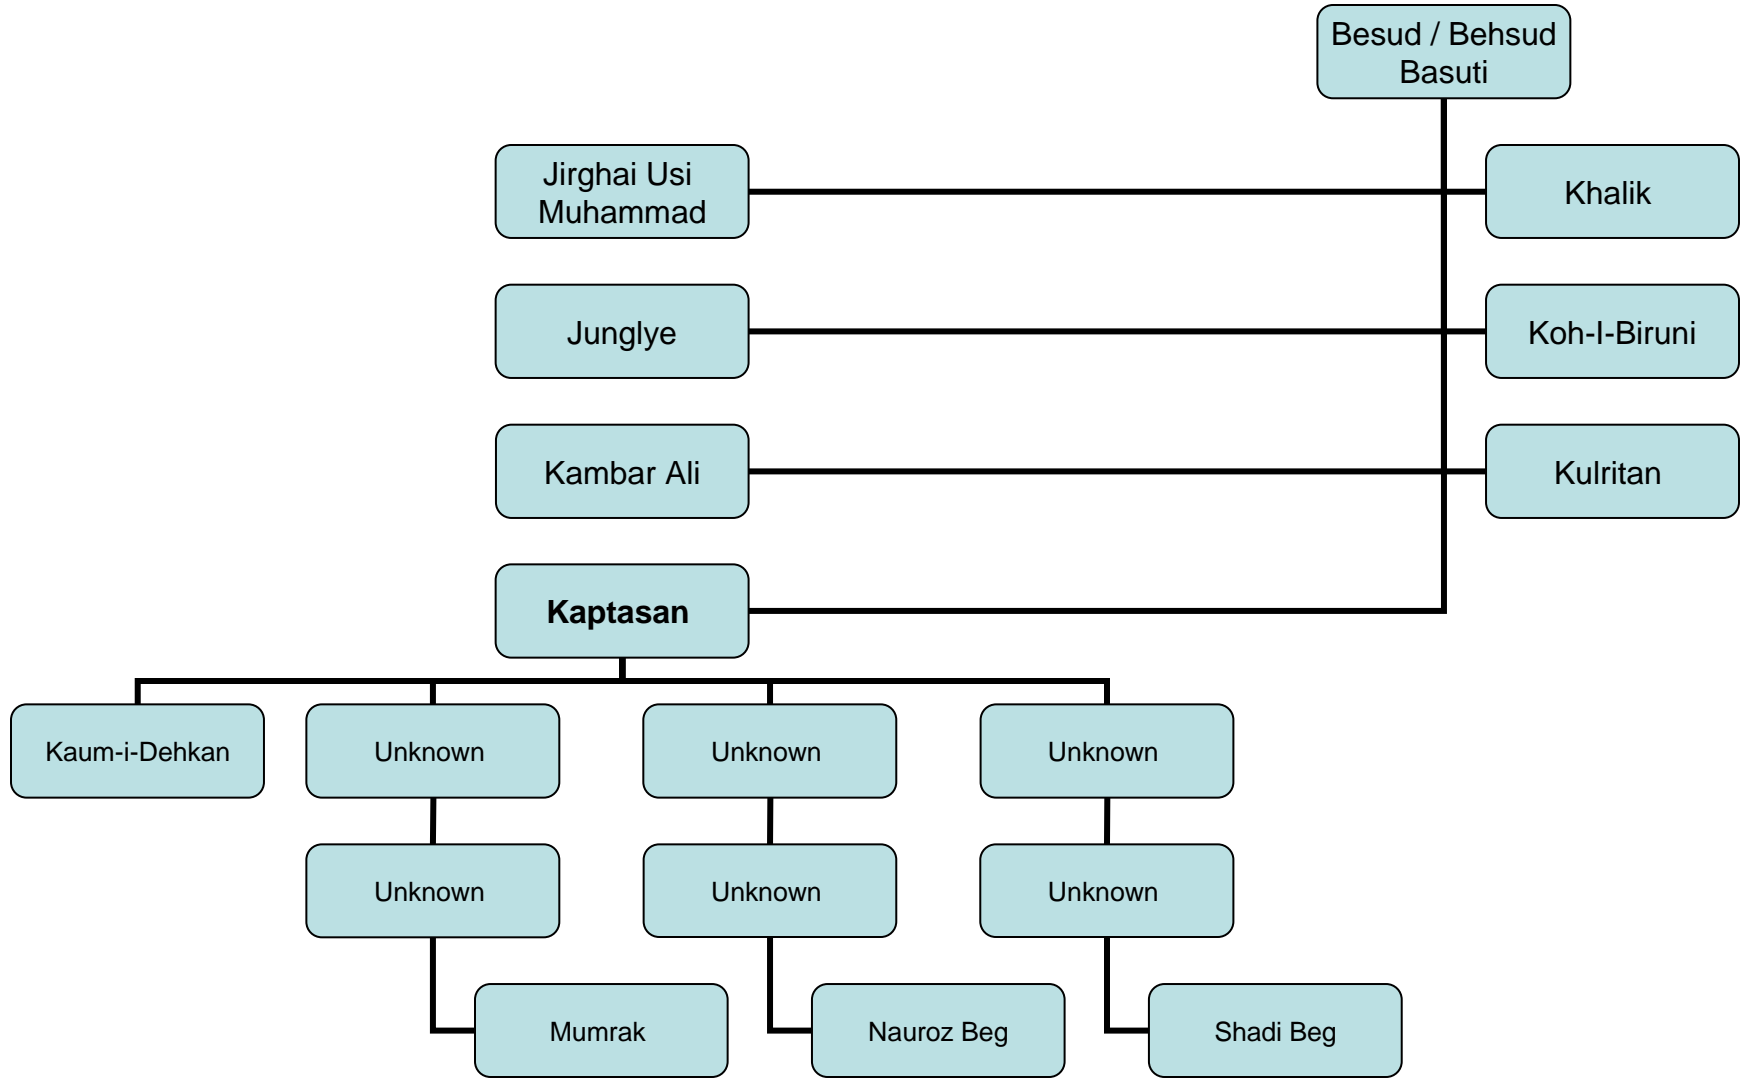 Besud / Behsud
Basuti
Jirghai Usi
Muhammad
Khalik
Junglye
Koh-I-Biruni
Kambar Ali
Kulritan
Kaptasan
Kaum-i-Dehkan
Unknown
Unknown
Unknown
Unknown
Unknown
Unknown
Mumrak
Nauroz Beg
Shadi Beg